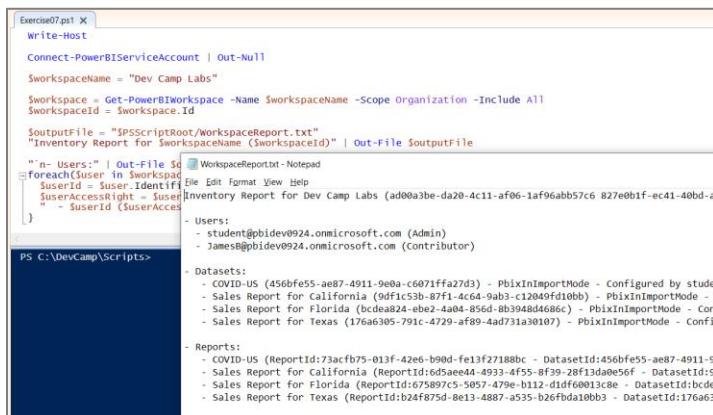 Exercise07.ps1 X
Write-Host
Connect-PowerBIServiceAccount | Out-Null
$workspaceName = "Dev Camp Labs"
$workspace = Get-PowerBIWorkspace -Name $workspaceName -Scope Organization -Include All
$workspaceId = $workspace.Id
$outputFile = "$PSScriptRoot/WorkspaceReport.txt"
"Inventory Report for $workspaceName ($workspaceId)" | Out-File $outputFile
"`n- Users:" | Out-File $o
foreach($user in $workspac
$userId = $user.Identifi
$userAccessRight = $user
"  - $userId ($userAcces
}
PS C:\DevCamp\Scripts>
WorkspaceReport.txt - Notepad
File Edit Format View Help
Inventory Report for Dev Camp Labs (ad00a3be-da20-4c11-af06-1af96abb57c6 827e0b1f-ec41-40bd-a
- Users:
- student@pbidev0924.onmicrosoft.com (Admin)
- JamesB@pbidev0924.onmicrosoft.com (Contributor)
- Datasets:
- COVID-US (456bfe55-ae87-4911-9e0a-c6071ffa27d3) - PbixInImportMode - Configured by stude
- Sales Report for California (9df1c53b-87f1-4c64-9ab3-c12049fd10bb) - PbixInImportMode -
- Sales Report for Florida (bcdea824-ebe2-4a04-856d-8b3948d4686c) - PbixInImportMode - Con
- Sales Report for Texas (176a6305-791c-4729-af89-4ad731a30107) - PbixInImportMode - Confi
- Reports:
- COVID-US (ReportId:73acfb75-013f-42e6-b90d-fe13f27188bc - DatasetId:456bfe55-ae87-4911-9
- Sales Report for California (ReportId:6d5aee44-4933-4f55-8f39-28f13da0e56f - DatasetId:9
- Sales Report for Florida (ReportId:675897c5-5057-479e-b112-d1df60013c8e - DatasetId:bcde
- Sales Report for Texas (ReportId:b24f875d-8e13-4887-a535-b26fbda10bb3 - DatasetId:176a63